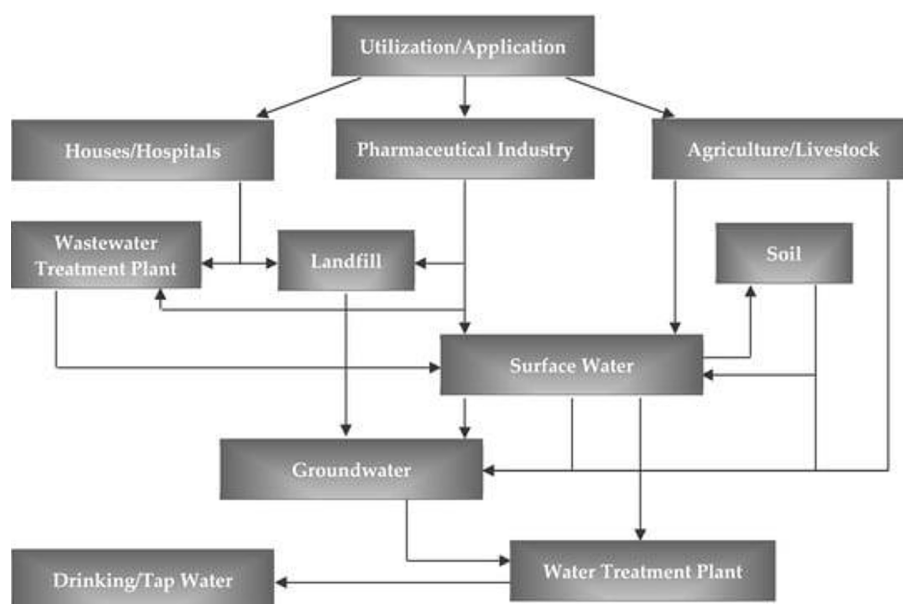 Utilization/Application
Houses/Hospitals
Pharmaceutical Industry
Agriculture/Livestock
Wastewater
Treatment Plant
Landfill
Soil
Surface Water
Groundwater
Water Treatment Plant
Drinking/Tap Water